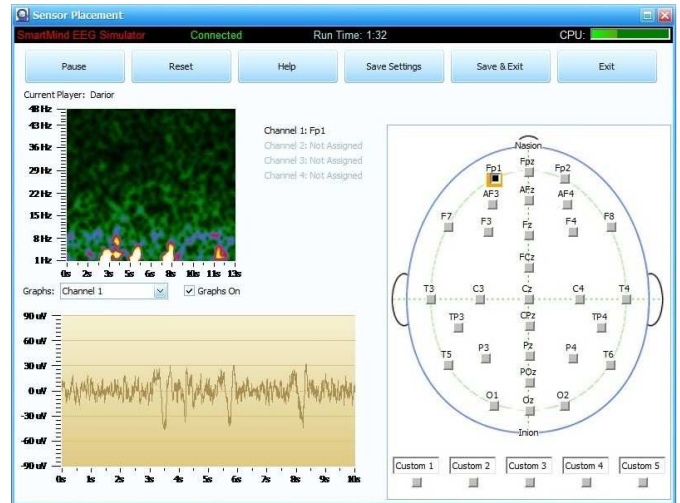 Sensor Placement
SmartMind EEG Simulator Connected Run Time: 1:32 CPU:
Pause Reset Help Save Settings Save & Exit Exit
Current Player: Darior
48 Hz
43 Hz
36 Hz
29 Hz
22 Hz
15 Hz
8 Hz
1 Hz
0s 2s 3s 5s 6s 8s 10s 11s 13s
Channel 1: Fp1
Channel 2: Not Assigned
Channel 3: Not Assigned
Channel 4: Not Assigned
Graphs: Channel 1 Graphs On
90 uV
60 uV
30 uV
0 uV
-30 uV
-60 uV
-90 uV
0s 1s 2s 3s 4s 5s 6s 7s 8s 9s 10s
Nasion
Fp1 Fpz Fp2
AF3 AFz AF4
F7 F3 Fz F4 F8
FCz
T3 C3 Cz C4 T4
TP3 CPz TP4
T5 P3 Pz P4 T6
POz
O1 Oz O2
Inion
Custom 1 Custom 2 Custom 3 Custom 4 Custom 5